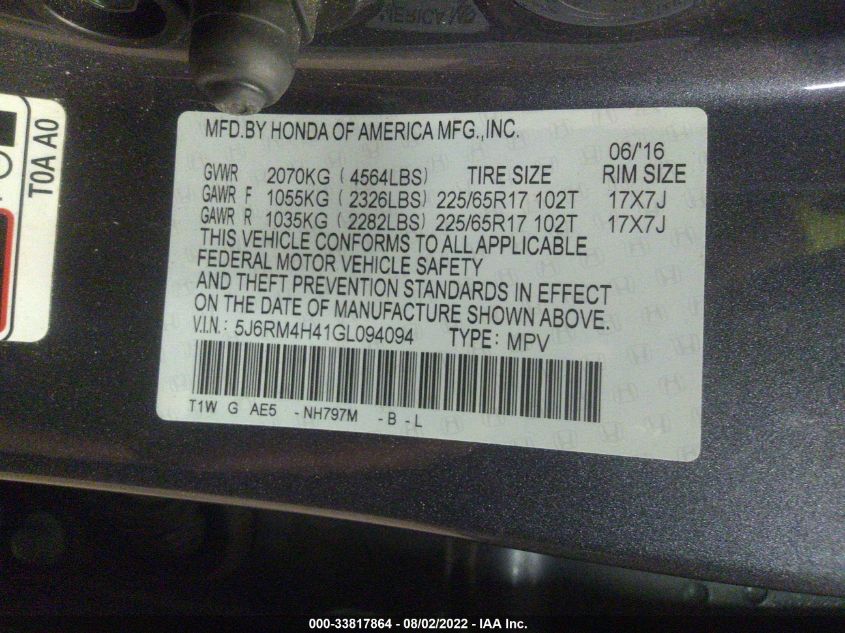 T0A A0
MFD.BY HONDA OF AMERICA MFG.,INC.
06/'16
GVWR 2070KG ( 4564LBS) TIRE SIZE RIM SIZE
GAWR F 1055KG ( 2326LBS) 225/65R17 102T 17X7J
GAWR R 1035KG ( 2282LBS) 225/65R17 102T 17X7J
THIS VEHICLE CONFORMS TO ALL APPLICABLE
FEDERAL MOTOR VEHICLE SAFETY
AND THEFT PREVENTION STANDARDS IN EFFECT
ON THE DATE OF MANUFACTURE SHOWN ABOVE.
V.I.N.: 5J6RM4H41GL094094 TYPE: MPV
T1W G AE5 -NH797M -B -L
000-33817864 - 08/02/2022 - IAA Inc.